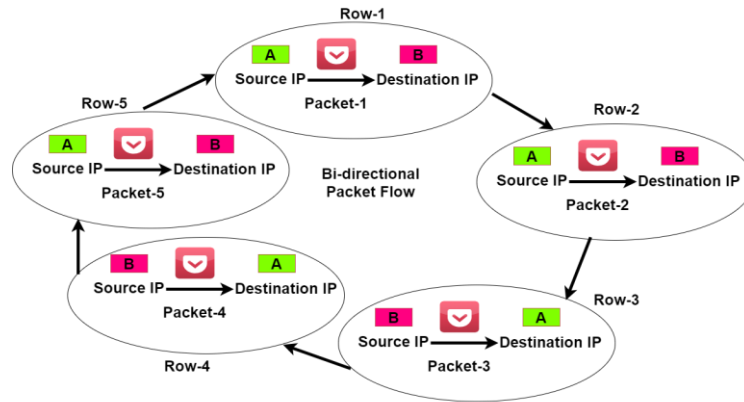 Row-1
A B
Source IP Destination IP
Packet-1
Row-2
A B
Source IP Destination IP
Packet-2
Row-3
B A
Source IP Destination IP
Packet-3
Row-4
B A
Source IP Destination IP
Packet-4
Row-5
A B
Source IP Destination IP
Packet-5
Bi-directional
Packet Flow